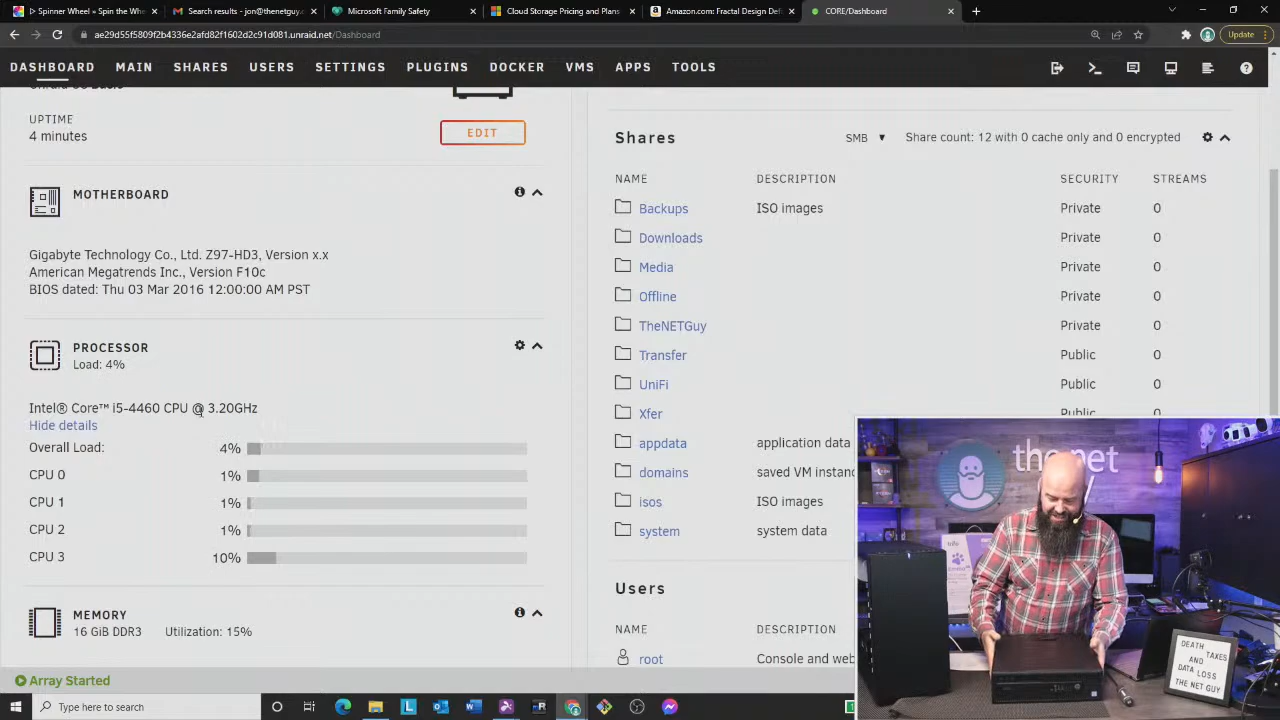 Spinner Wheel - Spin the Whe
Search results - jon@thenetguy.c
Microsoft Family Safety
Cloud Storage Pricing and Plans
Amazon.com: Fractal Design Def
CORE/Dashboard
ae29d55f5809f2b4336e2afd82f1602d2c91d081.unraid.net/Dashboard
Update
DASHBOARD MAIN SHARES USERS SETTINGS PLUGINS DOCKER VMS APPS TOOLS
UPTIME
4 minutes
EDIT
MOTHERBOARD
Gigabyte Technology Co., Ltd. Z97-HD3, Version x.x
American Megatrends Inc., Version F10c
BIOS dated: Thu 03 Mar 2016 12:00:00 AM PST
PROCESSOR
Load: 4%
Intel® Core™ i5-4460 CPU @ 3.20GHz
Hide details
Overall Load: 4%
CPU 0 1%
CPU 1 1%
CPU 2 1%
CPU 3 10%
MEMORY
16 GiB DDR3 Utilization: 15%
Shares SMB Share count: 12 with 0 cache only and 0 encrypted
NAME DESCRIPTION SECURITY STREAMS
Backups ISO images Private 0
Downloads Private 0
Media Private 0
Offline Private 0
TheNETGuy Private 0
Transfer Public 0
UniFi Public 0
Xfer Public 0
appdata application data
domains saved VM instanc
isos ISO images
system system data
Users
NAME DESCRIPTION
root Console and web
Array Started
Type here to search
the net
DEATH, TAXES
AND
DATA LOSS
THE NET GUY